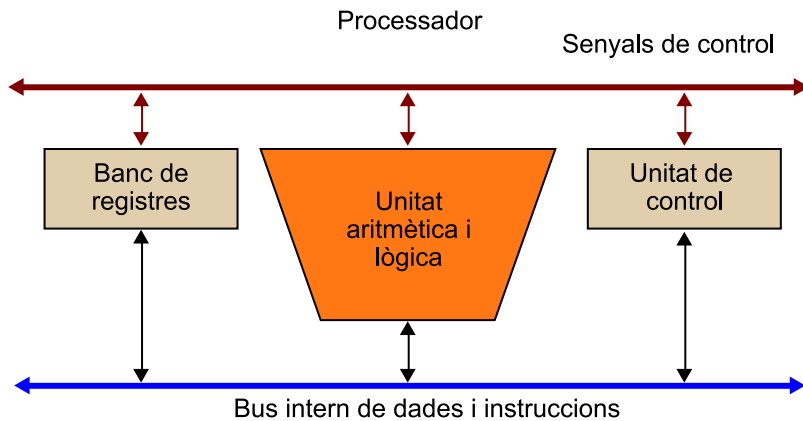 Processador
Senyals de control
Banc de
registres
Unitat
aritmètica i
lògica
Unitat de
control
Bus intern de dades i instruccions